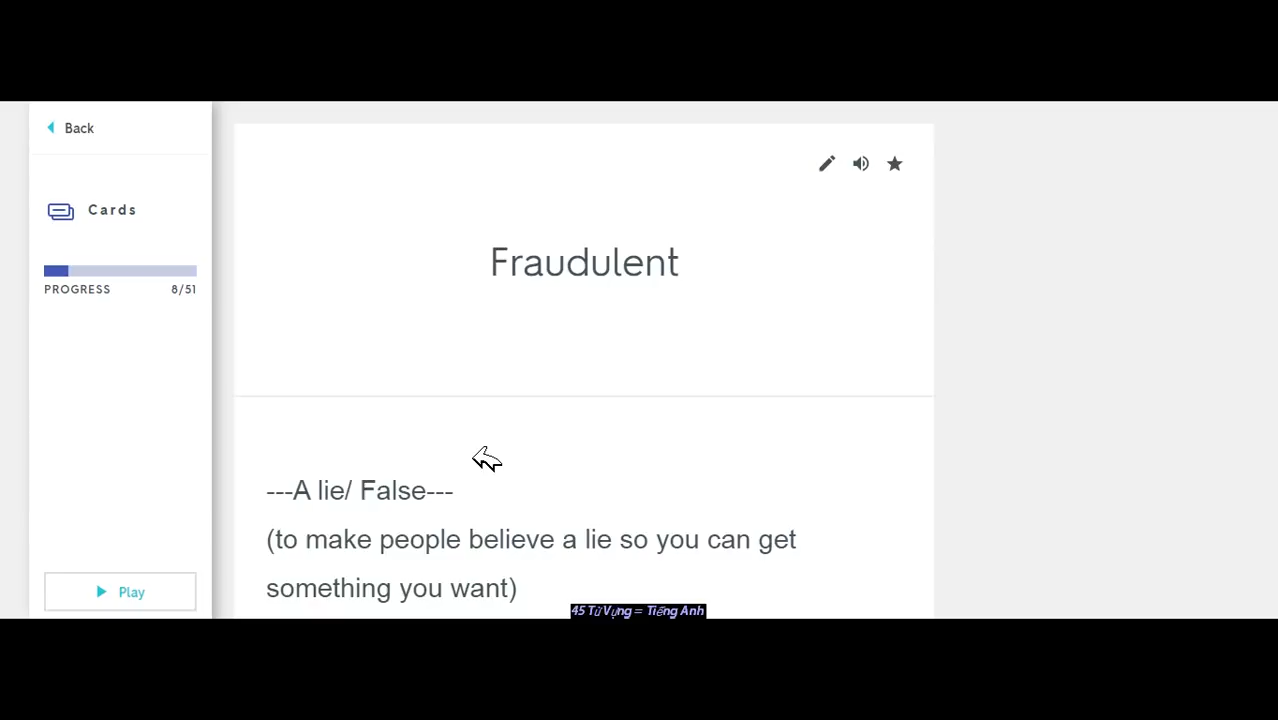 Back
Cards
PROGRESS 8/51
Play
Fraudulent
---A lie/ False---
(to make people believe a lie so you can get
something you want)
45 Từ Vựng = Tiếng Anh